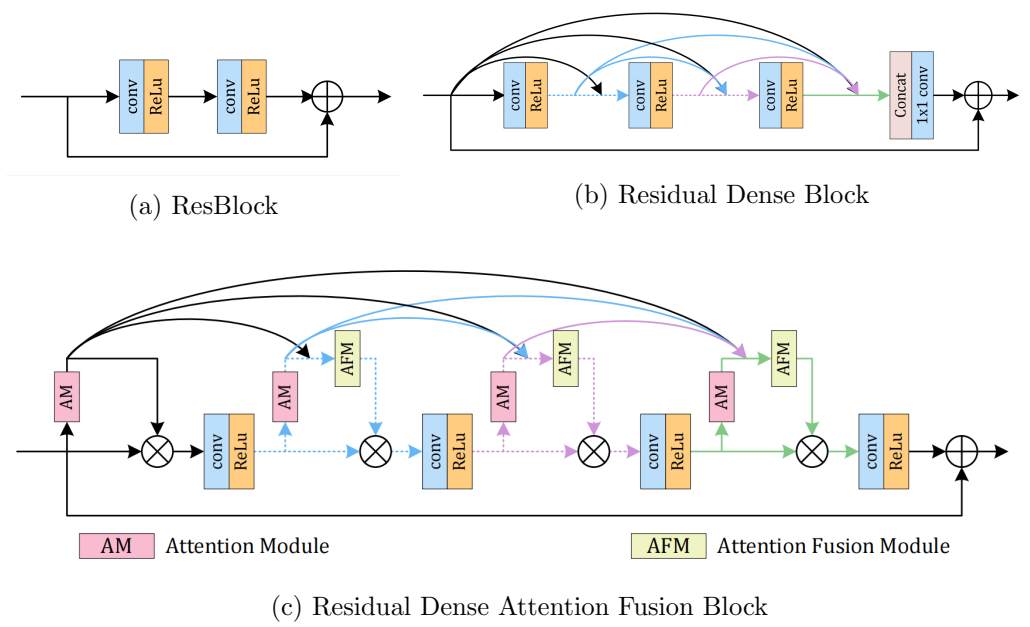 conv
ReLu
conv
ReLu
(a) ResBlock
conv
ReLu
conv
ReLu
conv
ReLu
Concat
1x1 conv
(b) Residual Dense Block
AM
conv
ReLu
AM
AFM
conv
ReLu
AM
AFM
conv
ReLu
AM
AFM
conv
ReLu
AM Attention Module
AFM Attention Fusion Module
(c) Residual Dense Attention Fusion Block